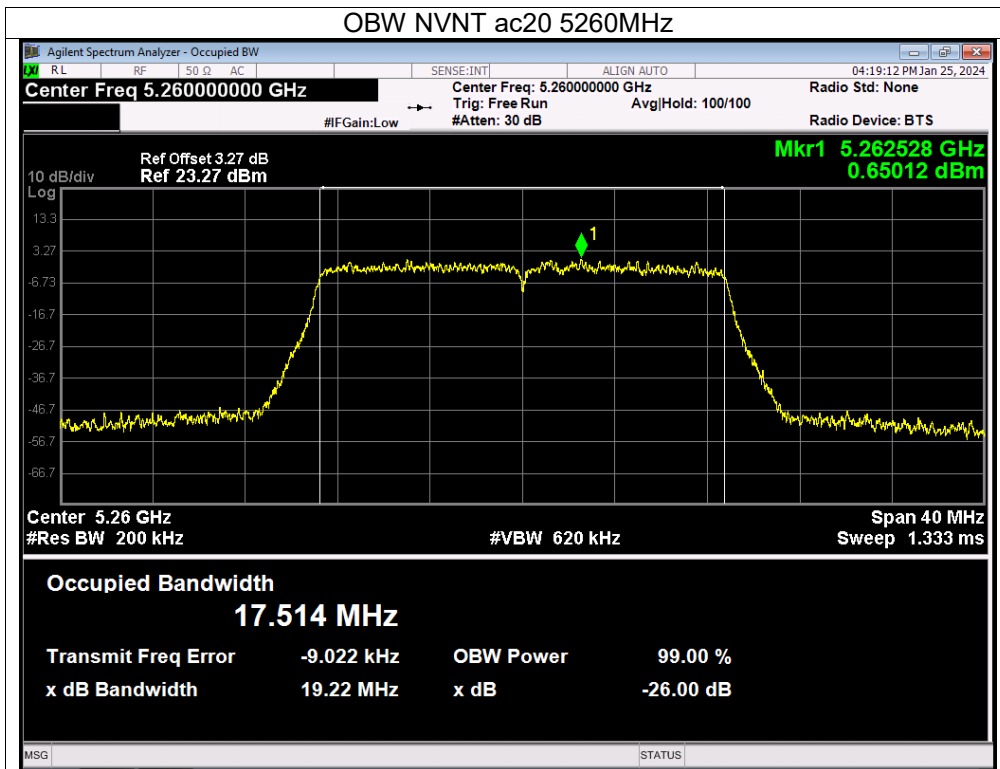 OBW NVNT ac20 5260MHz
Agilent Spectrum Analyzer - Occupied BW
LXI RL RF 50 Ω AC SENSE:INT ALIGN AUTO 04:19:12 PM Jan 25, 2024
Center Freq 5.260000000 GHz Center Freq: 5.260000000 GHz Radio Std: None
Trig: Free Run Avg|Hold: 100/100
#IFGain:Low #Atten: 30 dB Radio Device: BTS
Mkr1 5.262528 GHz
0.65012 dBm
Ref Offset 3.27 dB
10 dB/div Ref 23.27 dBm
Log
13.3
1
3.27
-6.73
-16.7
-26.7
-36.7
-46.7
-56.7
-66.7
Center 5.26 GHz Span 40 MHz
#Res BW 200 kHz #VBW 620 kHz Sweep 1.333 ms
Occupied Bandwidth
17.514 MHz
Transmit Freq Error -9.022 kHz OBW Power 99.00 %
x dB Bandwidth 19.22 MHz x dB -26.00 dB
MSG STATUS